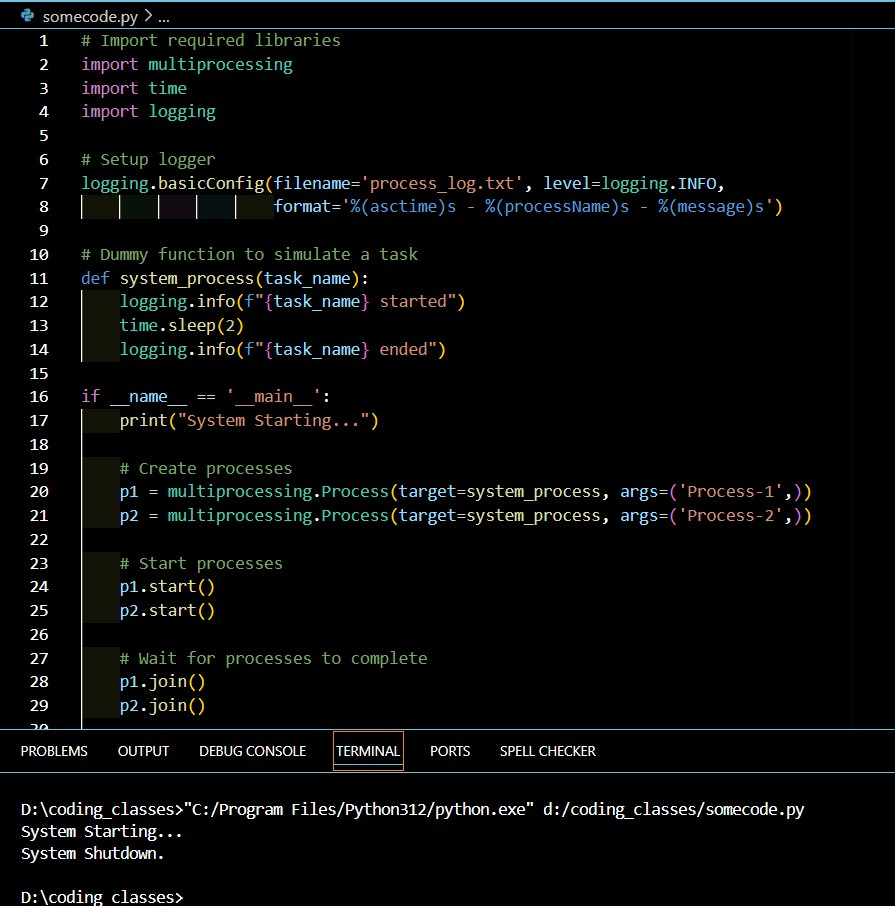 somecode.py > ...
1 # Import required libraries
2 import multiprocessing
3 import time
4 import logging
5
6 # Setup logger
7 logging.basicConfig(filename='process_log.txt', level=logging.INFO,
8                     format='%(asctime)s - %(processName)s - %(message)s')
9
10 # Dummy function to simulate a task
11 def system_process(task_name):
12     logging.info(f"{task_name} started")
13     time.sleep(2)
14     logging.info(f"{task_name} ended")
15
16 if __name__ == '__main__':
17     print("System Starting...")
18
19     # Create processes
20     p1 = multiprocessing.Process(target=system_process, args=('Process-1',))
21     p2 = multiprocessing.Process(target=system_process, args=('Process-2',))
22
23     # Start processes
24     p1.start()
25     p2.start()
26
27     # Wait for processes to complete
28     p1.join()
29     p2.join()
30
PROBLEMS OUTPUT DEBUG CONSOLE TERMINAL PORTS SPELL CHECKER
D:\coding_classes>"C:/Program Files/Python312/python.exe" d:/coding_classes/somecode.py
System Starting...
System Shutdown.
D:\coding_classes>